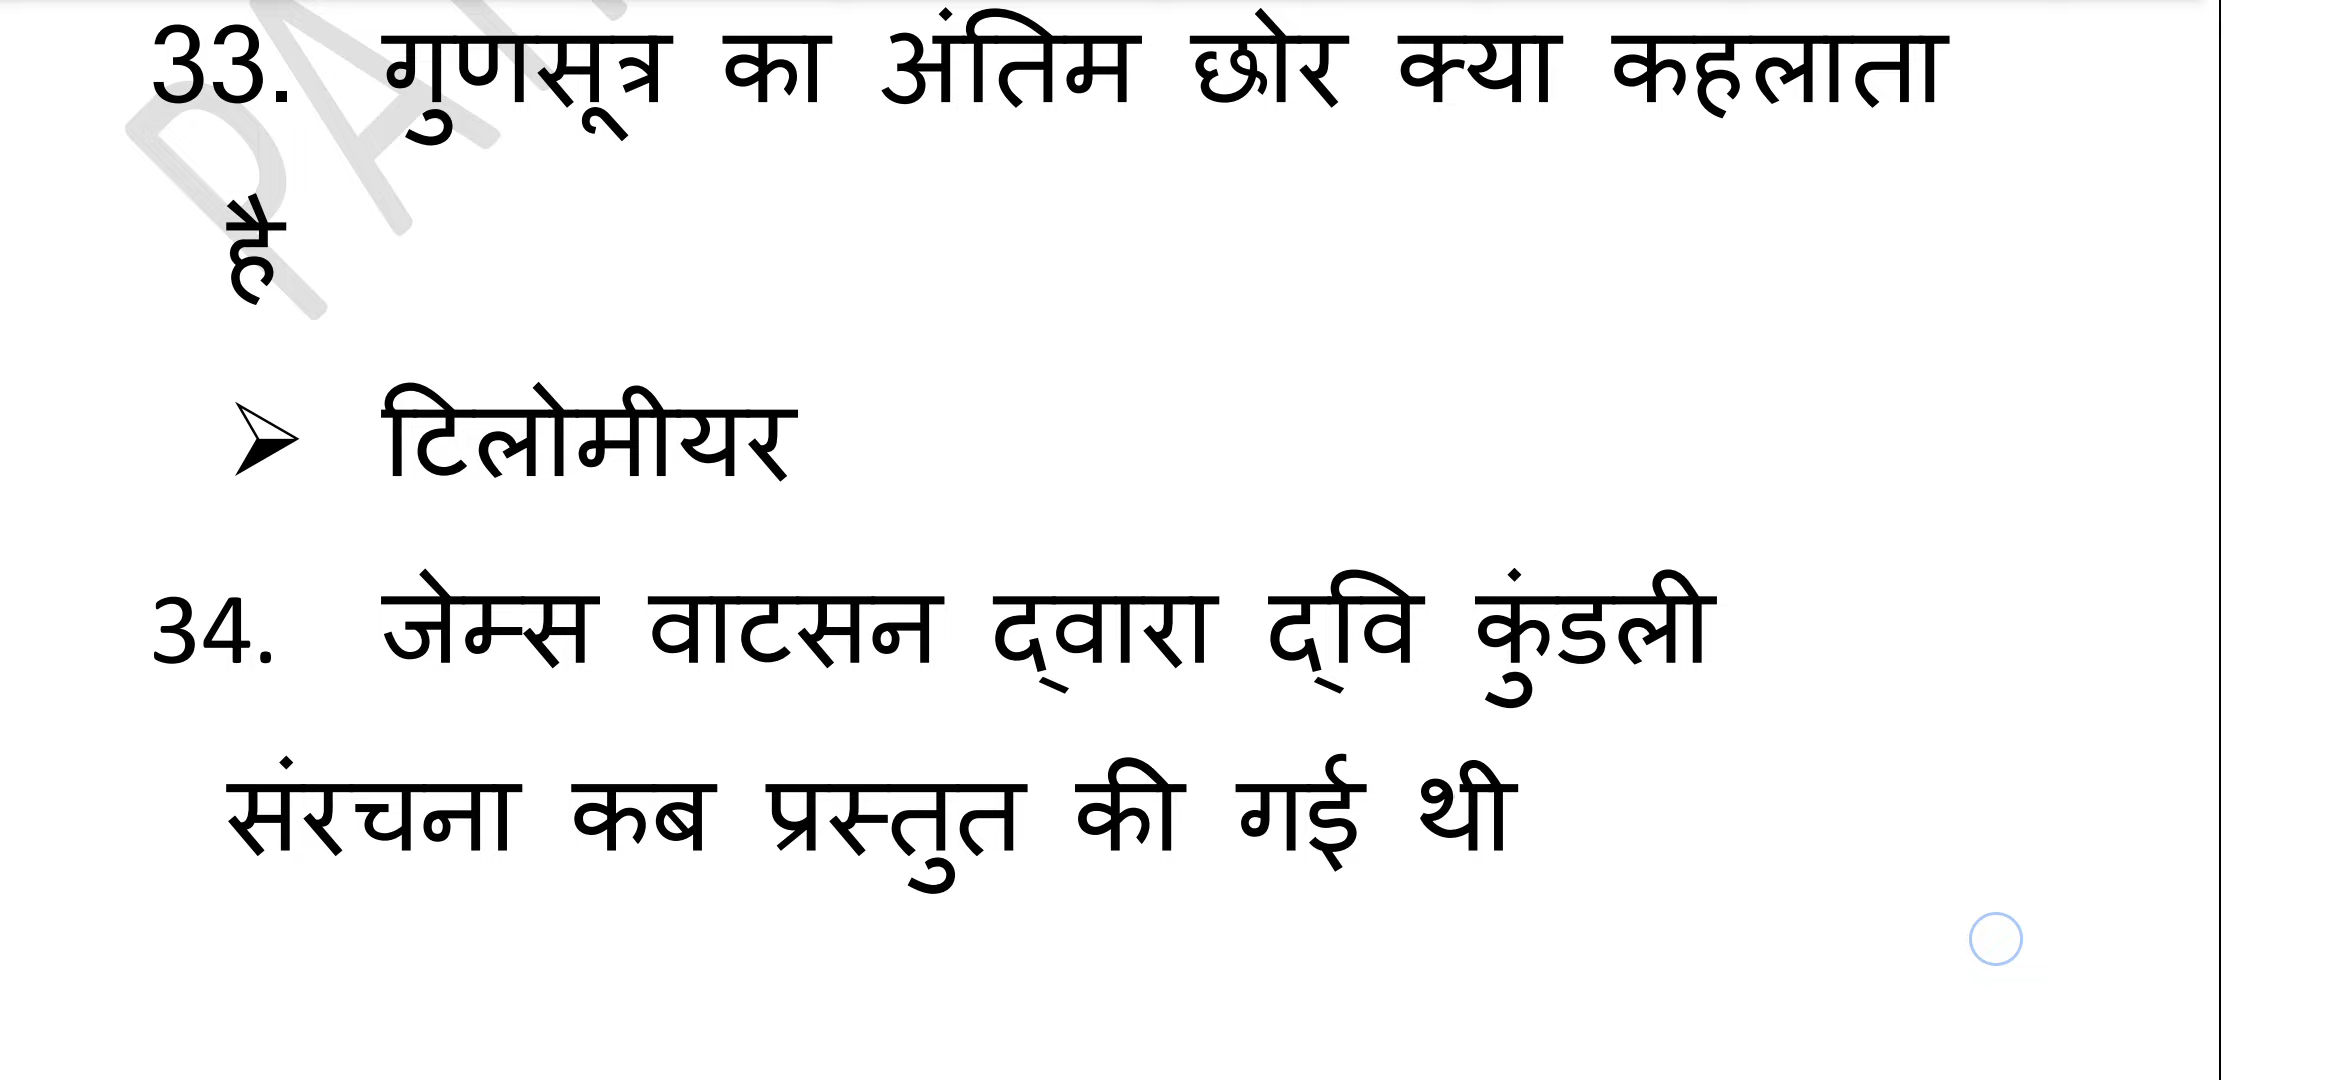 33. गुणसूत्र का अंतिम छोर क्या कहलाता
है
➢ टिलोमीयर
34. जेम्स वाटसन द्वारा द्वि कुंडली
संरचना कब प्रस्तुत की गई थी